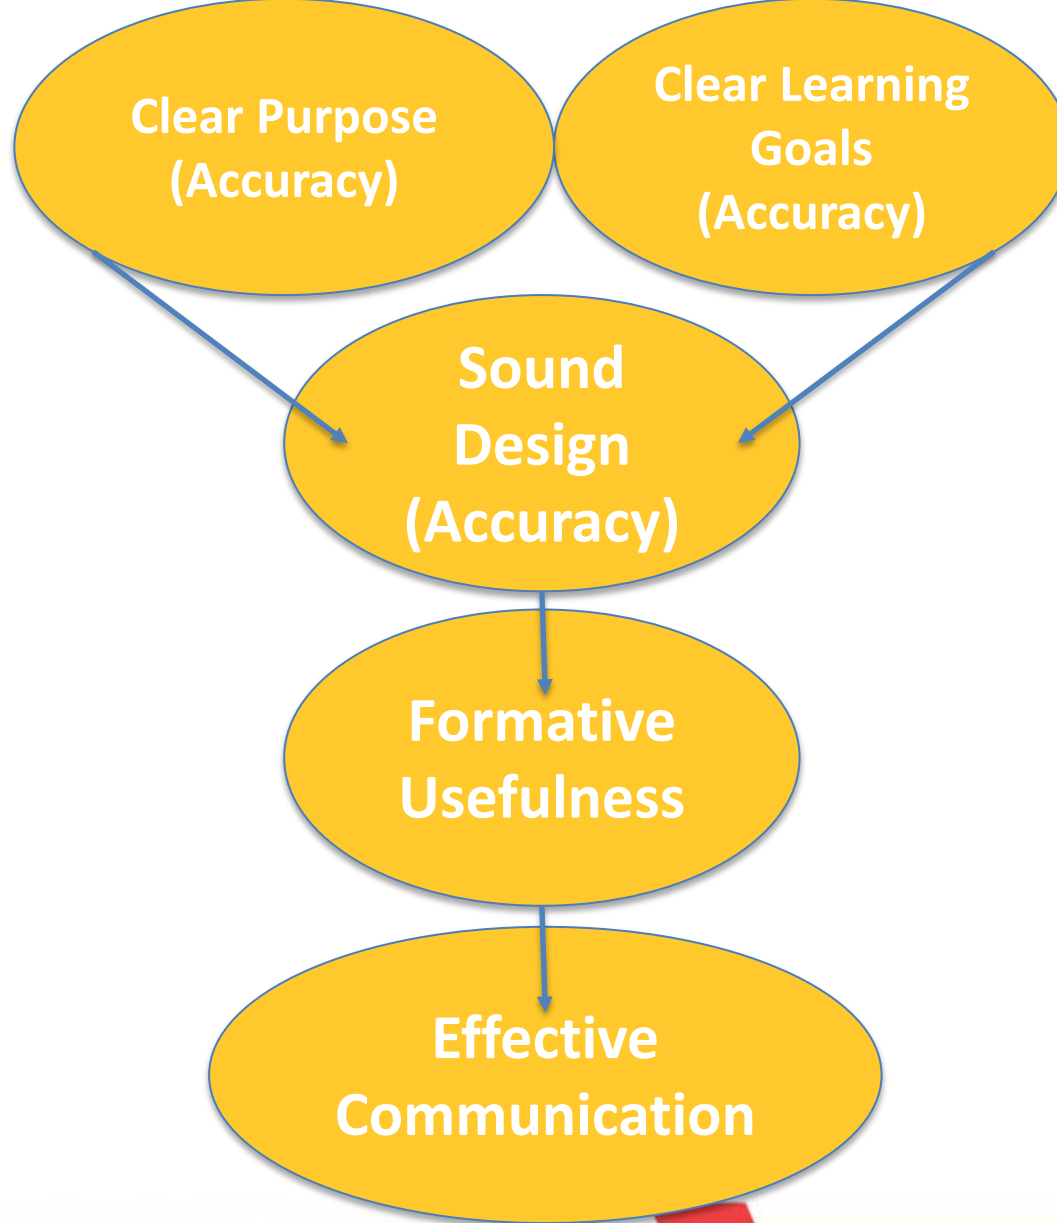 Clear Purpose
(Accuracy)
Clear Learning
Goals
(Accuracy)
Sound
Design
(Accuracy)
Formative
Usefulness
Effective
Communication